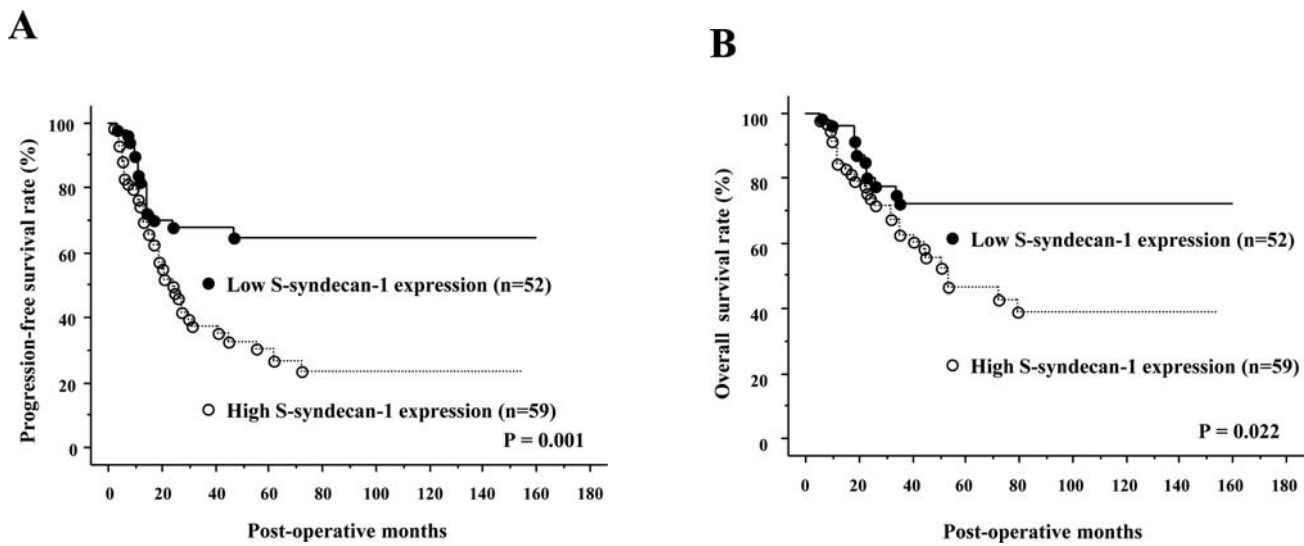 A
Progression-free survival rate (%)
100
80
60
40
20
0
Low S-syndecan-1 expression (n=52)
High S-syndecan-1 expression (n=59)
P = 0.001
0 20 40 60 80 100 120 140 160 180
Post-operative months
B
Overall survival rate (%)
100
80
60
40
20
0
Low S-syndecan-1 expression (n=52)
High S-syndecan-1 expression (n=59)
P = 0.022
0 20 40 60 80 100 120 140 160 180
Post-operative months